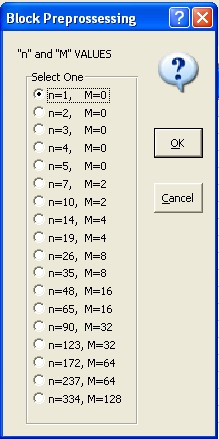 Block Preprossessing
"n" and "M" VALUES
Select One
n=1, M=0
n=2, M=0
n=3, M=0
n=4, M=0
n=5, M=0
n=7, M=2
n=10, M=2
n=14, M=4
n=19, M=4
n=26, M=8
n=35, M=8
n=48, M=16
n=65, M=16
n=90, M=32
n=123, M=32
n=172, M=64
n=237, M=64
n=334, M=128
OK
Cancel